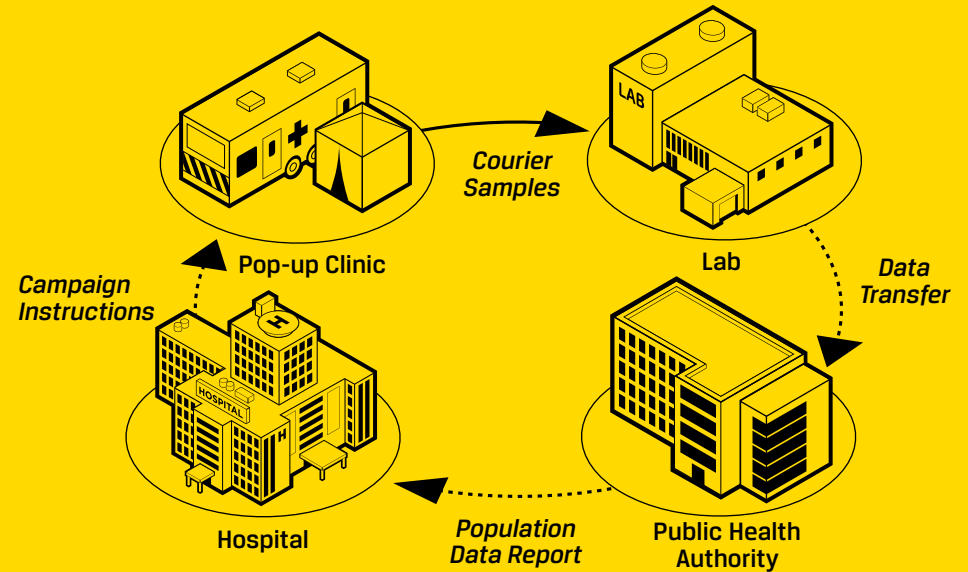 LAB
Courier
Samples
Pop-up Clinic
Lab
Campaign
Instructions
Data
Transfer
H
HOSPITAL
H
Hospital
Population
Data Report
Public Health
Authority